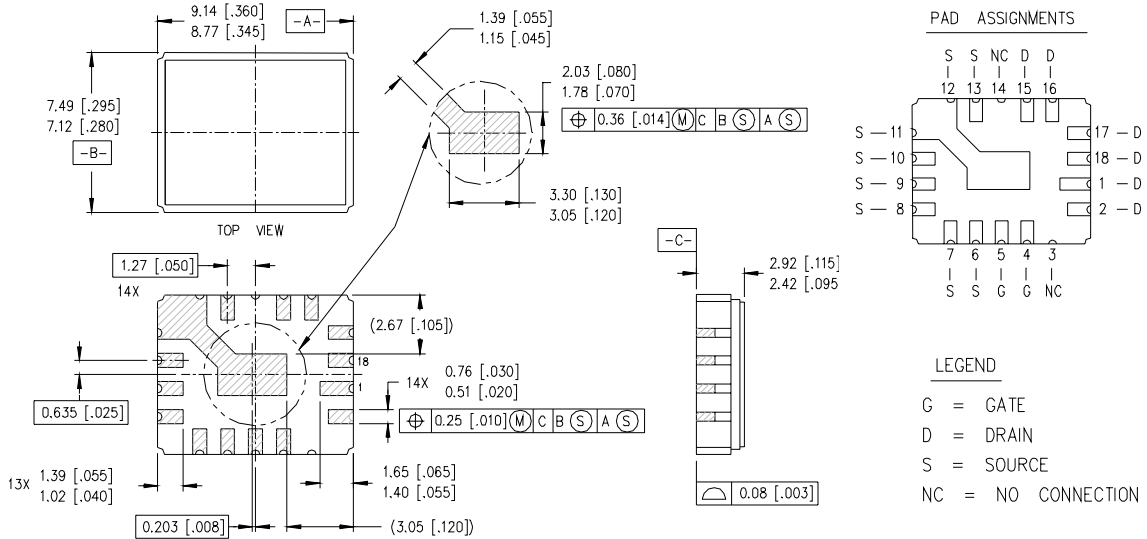 9.14 [.360]
8.77 [.345]
-A-
7.49 [.295]
7.12 [.280]
-B-
TOP VIEW
1.39 [.055]
1.15 [.045]
2.03 [.080]
1.78 [.070]
⌖ 0.36 [.014] Ⓜ C B Ⓢ A Ⓢ
3.30 [.130]
3.05 [.120]
PAD ASSIGNMENTS
S S NC D D
12 13 14 15 16
S — 11
S — 10
S — 9
S — 8
17 — D
18 — D
1 — D
2 — D
7 6 5 4 3
S S G G NC
1.27 [.050]
14X
(2.67 [.105])
18
1
0.635 [.025]
14X
0.76 [.030]
0.51 [.020]
⌖ 0.25 [.010] Ⓜ C B Ⓢ A Ⓢ
13X
1.39 [.055]
1.02 [.040]
1.65 [.065]
1.40 [.055]
0.203 [.008]
(3.05 [.120])
-C-
2.92 [.115]
2.42 [.095
⌓ 0.08 [.003]
LEGEND
G = GATE
D = DRAIN
S = SOURCE
NC = NO CONNECTION